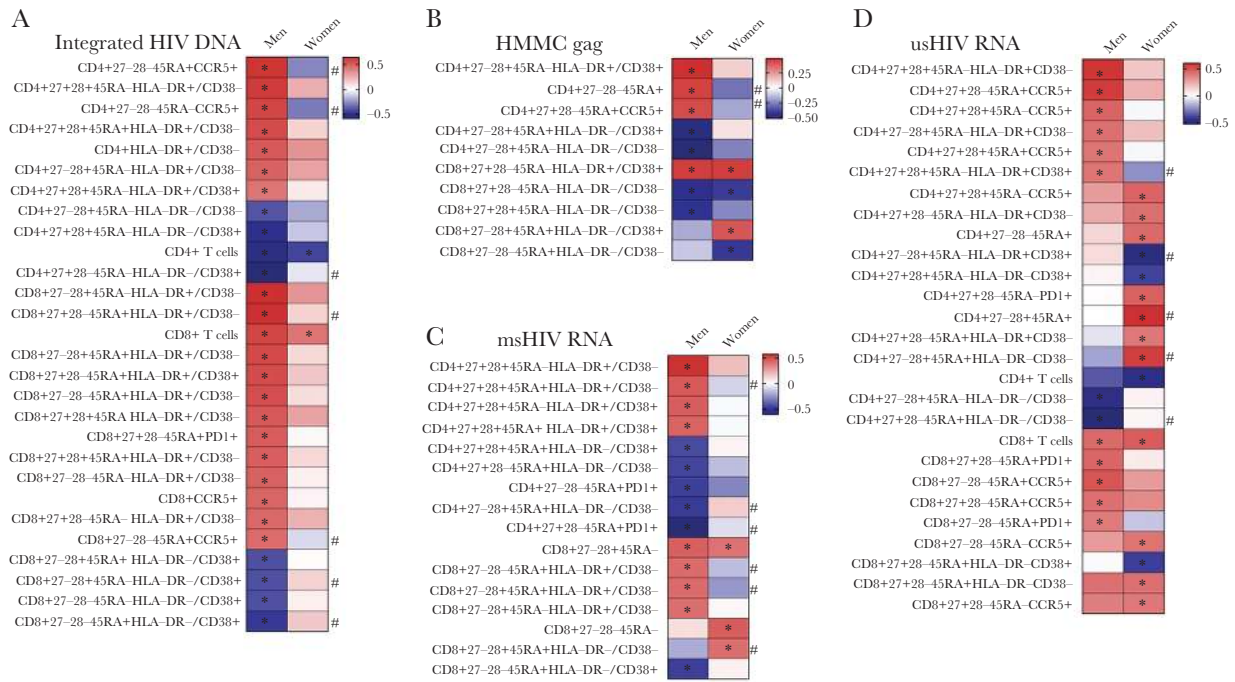 A
Integrated HIV DNA
Men
Women
CD4+27–28–45RA+CCR5+
#
CD4+27+28+45RA–HLA–DR+/CD38–
*
CD4+27–28–45RA–CCR5+
#
CD4+27+28+45RA+HLA–DR+/CD38–
CD4+HLA–DR+/CD38–
CD4+27–28–45RA–HLA–DR+/CD38–
CD4+27+28+45RA–HLA–DR+/CD38+
CD4+27–28+45RA–HLA–DR–/CD38–
CD4+27+28+45RA–HLA–DR–/CD38+
CD4+ T cells
CD4+27+28–45RA–HLA–DR–/CD38+
#
CD8+27–28+45RA–HLA–DR+/CD38–
CD8+27+28–45RA+HLA–DR+/CD38–
#
CD8+ T cells
CD8+27–28+45RA+HLA–DR+/CD38–
CD8+27+28–45RA+HLA–DR+/CD38+
CD8+27–28–45RA+HLA–DR+/CD38–
CD8+27+28+45RA HLA–DR+/CD38–
CD8+27+28–45RA+PD1+
CD8+27+28+45RA+HLA–DR+/CD38–
CD8+27–28–45RA–HLA–DR+/CD38–
CD8+CCR5+
CD8+27+28–45RA– HLA–DR+/CD38–
CD8+27–28–45RA+CCR5+
#
CD8+27–28+45RA+ HLA–DR–/CD38+
CD8+27–28+45RA–HLA–DR–/CD38+
#
CD8+27–28–45RA–HLA–DR–/CD38+
CD8+27–28–45RA+HLA–DR–/CD38+
#
0.5
0
–0.5
B
HMMC gag
Men
Women
CD4+27–28+45RA–HLA–DR+/CD38+
CD4+27–28–45RA+
#
CD4+27–28–45RA+CCR5+
#
CD4+27–28+45RA+HLA–DR–/CD38+
CD4+27–28–45RA–HLA–DR–/CD38–
CD8+27+28–45RA–HLA–DR+/CD38+
CD8+27+28–45RA–HLA–DR–/CD38–
CD8+27+28+45RA–HLA–DR–/CD38–
CD8+27–28–45RA+HLA–DR–/CD38+
CD8+27–28–45RA+HLA–DR–/CD38–
0.25
0
–0.25
–0.50
C
msHIV RNA
Men
Women
CD4+27+28+45RA–HLA–DR+/CD38–
CD4+27+28+45RA+HLA–DR+/CD38–
#
CD4+27+28+45RA–HLA–DR+/CD38+
CD4+27+28+45RA+ HLA–DR+/CD38+
CD4+27+28+45RA+HLA–DR–/CD38+
CD4+27+28–45RA+HLA–DR–/CD38–
CD4+27–28–45RA+PD1+
CD4+27–28–45RA+HLA–DR–/CD38–
#
CD4+27+28–45RA+PD1+
#
CD8+27–28+45RA–
CD8+27–28–45RA–HLA–DR+/CD38–
#
CD8+27–28+45RA–HLA–DR+/CD38–
#
CD8+27–28+45RA+HLA–DR+/CD38–
CD8+27–28–45RA–
CD8+27–28+45RA+HLA–DR–/CD38–
#
CD8+27–28–45RA+HLA–DR–/CD38+
0.5
0
–0.5
D
usHIV RNA
Men
Women
CD4+27+28+45RA–HLA–DR+CD38–
CD4+27–28–45RA+CCR5+
CD4+27–28–45RA–CCR5+
CD4+27–28–45RA–HLA–DR+CD38–
CD4+27+28+45RA+CCR5+
CD4+27+28+45RA–HLA–DR+CD38+
#
CD4+27+28+45RA–CCR5+
CD4+27–28–45RA–HLA–DR+CD38–
CD4+27–28–45RA+
CD4+27–28+45RA–HLA–DR+CD38+
#
CD4+27+28+45RA–HLA–DR–CD38+
CD4+27+28–45RA–PD1+
CD4+27–28+45RA+
#
CD4+27–28+45RA+HLA–DR+CD38–
CD4+27–28–45RA+HLA–DR–CD38–
#
CD4+ T cells
CD4+27–28–45RA–HLA–DR–/CD38–
CD4+27+28–45RA+HLA–DR–/CD38–
#
CD8+ T cells
CD8+27+28–45RA+PD1+
CD8+27–28–45RA+CCR5+
CD8+27+28–45RA+CCR5+
CD8+27–28–45RA+PD1+
CD8+27–28–45RA–CCR5+
CD8+27+28+45RA+HLA–DR–CD38+
CD8+27–28+45RA+HLA–DR–CD38–
CD8+27+28–45RA–CCR5+
0.5
0
–0.5